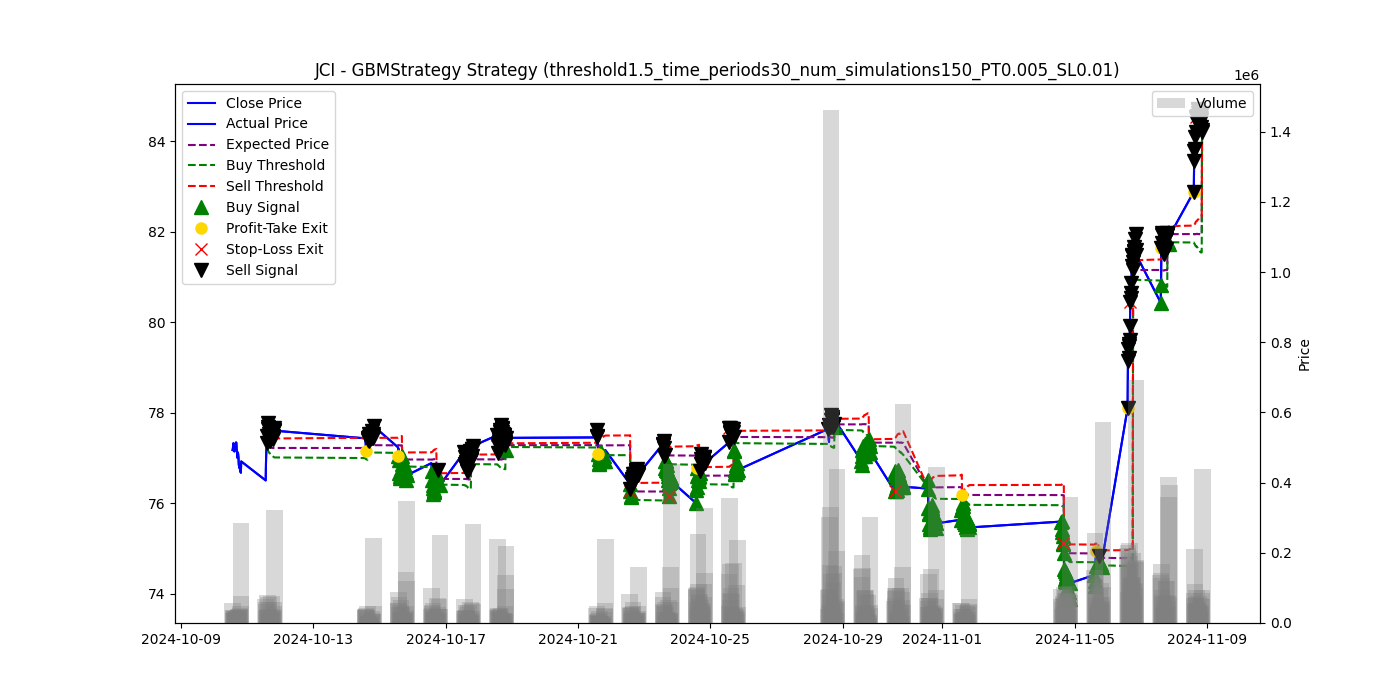 JCI - GBMStrategy Strategy (threshold1.5_time_periods30_num_simulations150_PT0.005_SL0.01)
1e6
Close Price
Actual Price
Expected Price
Buy Threshold
Sell Threshold
Buy Signal
Profit-Take Exit
Stop-Loss Exit
Sell Signal
Volume
84
82
80
78
76
74
1.4
1.2
1.0
0.8
0.6
0.4
0.2
0.0
Price
2024-10-09
2024-10-13
2024-10-17
2024-10-21
2024-10-25
2024-10-29
2024-11-01
2024-11-05
2024-11-09